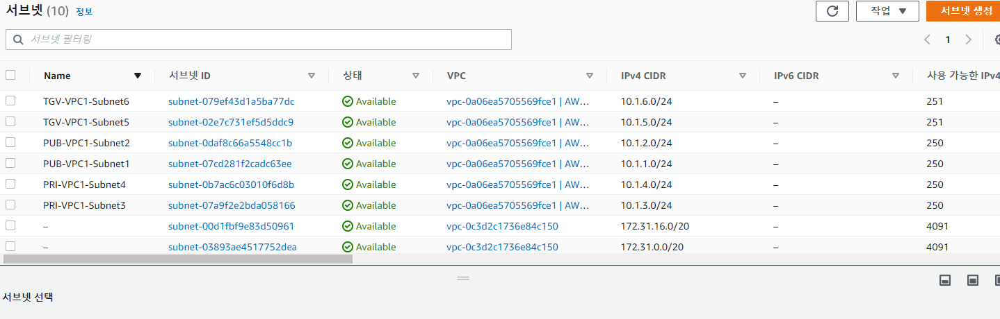 서브넷 (10) 정보
작업 서브넷 생성
서브넷 필터링
1
Name 서브넷 ID 상태 VPC IPv4 CIDR IPv6 CIDR 사용 가능한 IPv4
TGV-VPC1-Subnet6 subnet-079ef43d1a5ba77dc Available vpc-0a06ea5705569fce1 | AW... 10.1.6.0/24 – 251
TGV-VPC1-Subnet5 subnet-02e7c731ef5d5ddc9 Available vpc-0a06ea5705569fce1 | AW... 10.1.5.0/24 – 251
PUB-VPC1-Subnet2 subnet-0daf8c66a5548cc1b Available vpc-0a06ea5705569fce1 | AW... 10.1.2.0/24 – 250
PUB-VPC1-Subnet1 subnet-07cd281f2cadc63ee Available vpc-0a06ea5705569fce1 | AW... 10.1.1.0/24 – 250
PRI-VPC1-Subnet4 subnet-0b7ac6c03010f6d8b Available vpc-0a06ea5705569fce1 | AW... 10.1.4.0/24 – 250
PRI-VPC1-Subnet3 subnet-07a9f2e2bda058166 Available vpc-0a06ea5705569fce1 | AW... 10.1.3.0/24 – 250
– subnet-00d1fbf9e83d50961 Available vpc-0c3d2c1736e84c150 172.31.16.0/20 – 4091
– subnet-03893ae4517752dea Available vpc-0c3d2c1736e84c150 172.31.0.0/20 – 4091
서브넷 선택